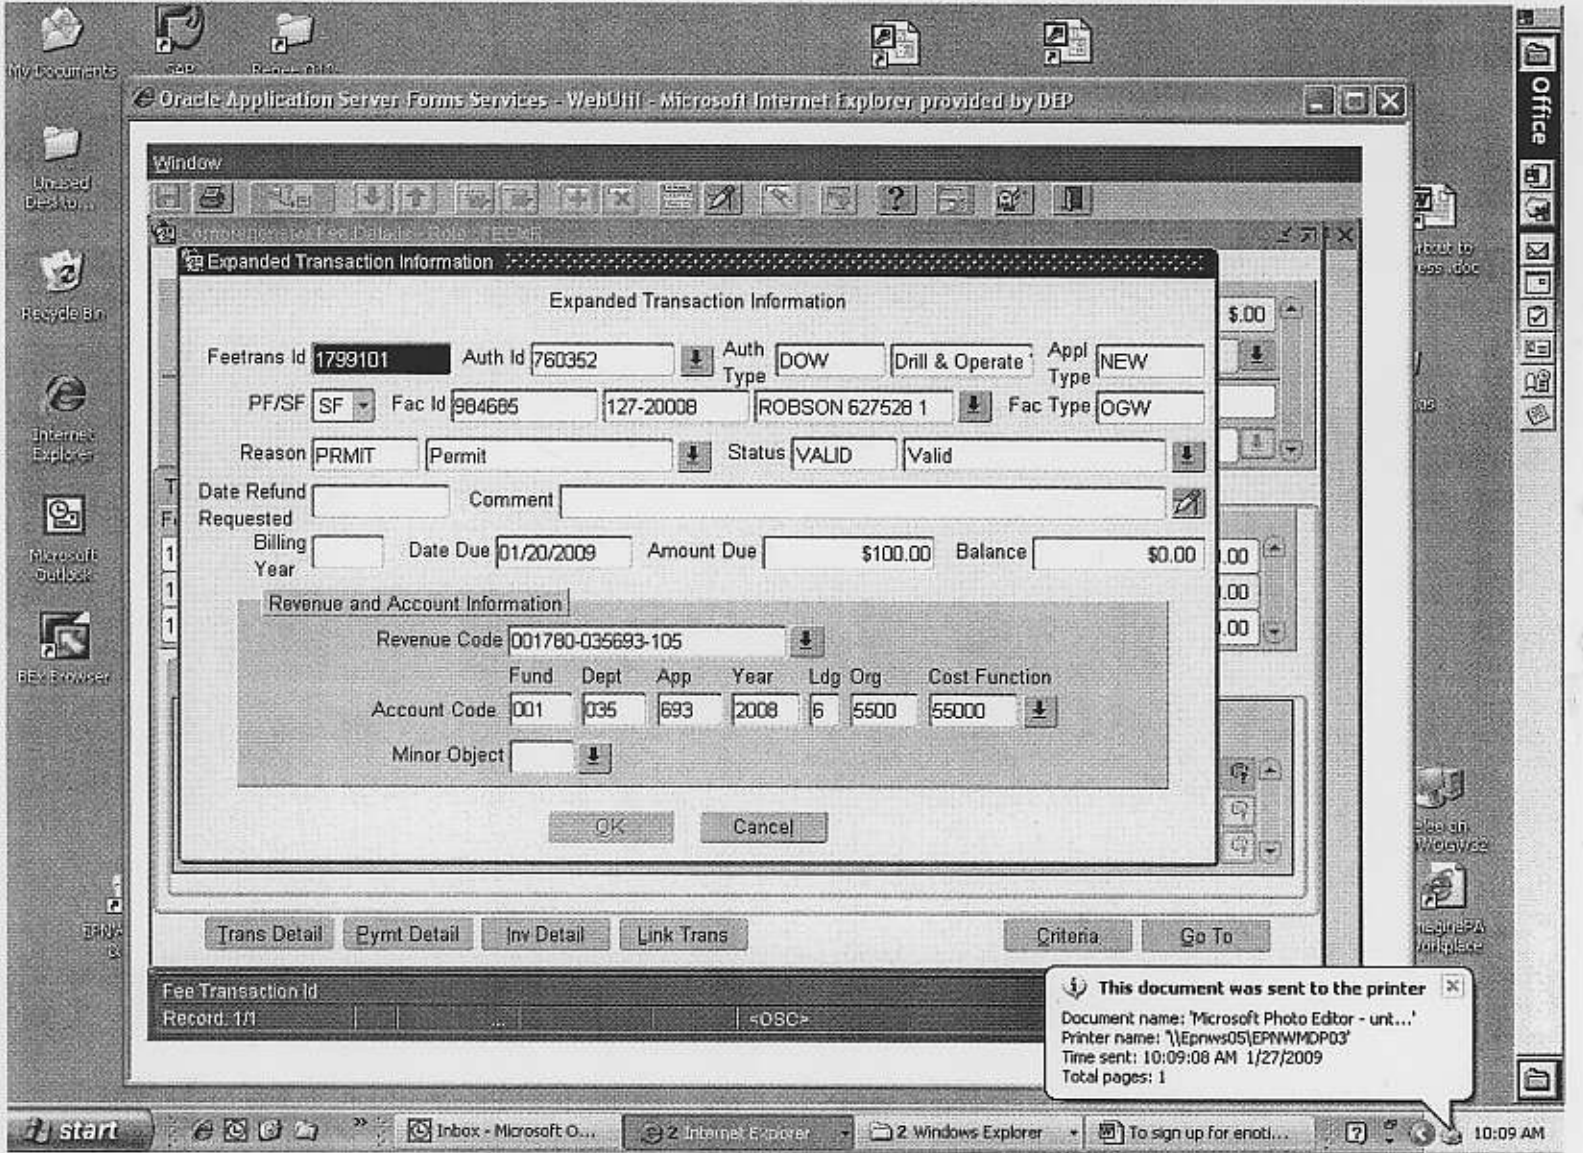 My Documents
SAP
Oracle Application Server Forms Services - WebUtil - Microsoft Internet Explorer provided by DEP
Office
Unused
Deskto...
Window
Expanded Transaction Information
Expanded Transaction Information
Recycle Bin
$.00
Feetrans Id 1799101 Auth Id 760352 Auth Type DOW Drill & Operate Appl Type NEW
PF/SF SF Fac Id 984685 127-20008 ROBSON 627528 1 Fac Type OGW
Internet
Explorer
Reason PRMIT Permit Status VALID Valid
Date Refund Requested Comment
Billing Year Date Due 01/20/2009 Amount Due $100.00 Balance $0.00
Microsoft
Outlook
Revenue and Account Information
Revenue Code 001780-035693-105
Fund Dept App Year Ldg Org Cost Function
Account Code 001 035 693 2008 6 5500 55000
BEx Browser
Minor Object
OK Cancel
Trans Detail Pymt Detail Inv Detail Link Trans Criteria Go To
Fee Transaction Id
Record: 1/1 ... <OSC>
This document was sent to the printer
Document name: 'Microsoft Photo Editor - unt...'
Printer name: '\\Epnws05\EPNWMDP03'
Time sent: 10:09:08 AM 1/27/2009
Total pages: 1
start
Inbox - Microsoft O...
2 Internet Explorer
2 Windows Explorer
To sign up for enoti...
10:09 AM